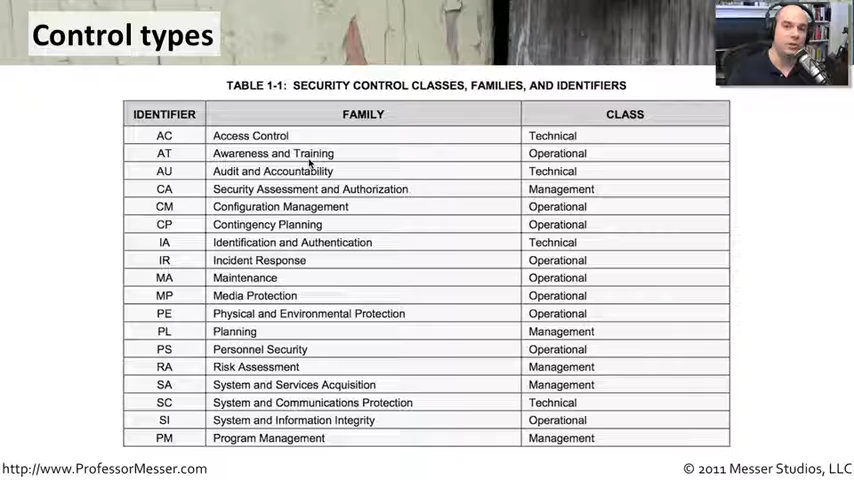 Control types
TABLE 1-1: SECURITY CONTROL CLASSES, FAMILIES, AND IDENTIFIERS
IDENTIFIER FAMILY CLASS
AC Access Control Technical
AT Awareness and Training Operational
AU Audit and Accountability Technical
CA Security Assessment and Authorization Management
CM Configuration Management Operational
CP Contingency Planning Operational
IA Identification and Authentication Technical
IR Incident Response Operational
MA Maintenance Operational
MP Media Protection Operational
PE Physical and Environmental Protection Operational
PL Planning Management
PS Personnel Security Operational
RA Risk Assessment Management
SA System and Services Acquisition Management
SC System and Communications Protection Technical
SI System and Information Integrity Operational
PM Program Management Management
http://www.ProfessorMesser.com © 2011 Messer Studios, LLC